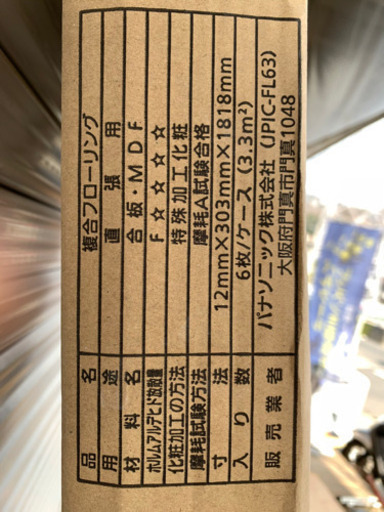 品名 複合フローリング
用途 直張用
材料名 合板・MDF
ホルムアルデヒド放散量 F☆☆☆☆
化粧加工の方法 特殊加工化粧
摩耗試験方法 摩耗A試験合格
寸法 12mm×303mm×1818mm
入り数 6枚/ケース (3.3m²)
販売業者 パナソニック株式会社 (JPIC-FL63)
大阪府門真市門真1048